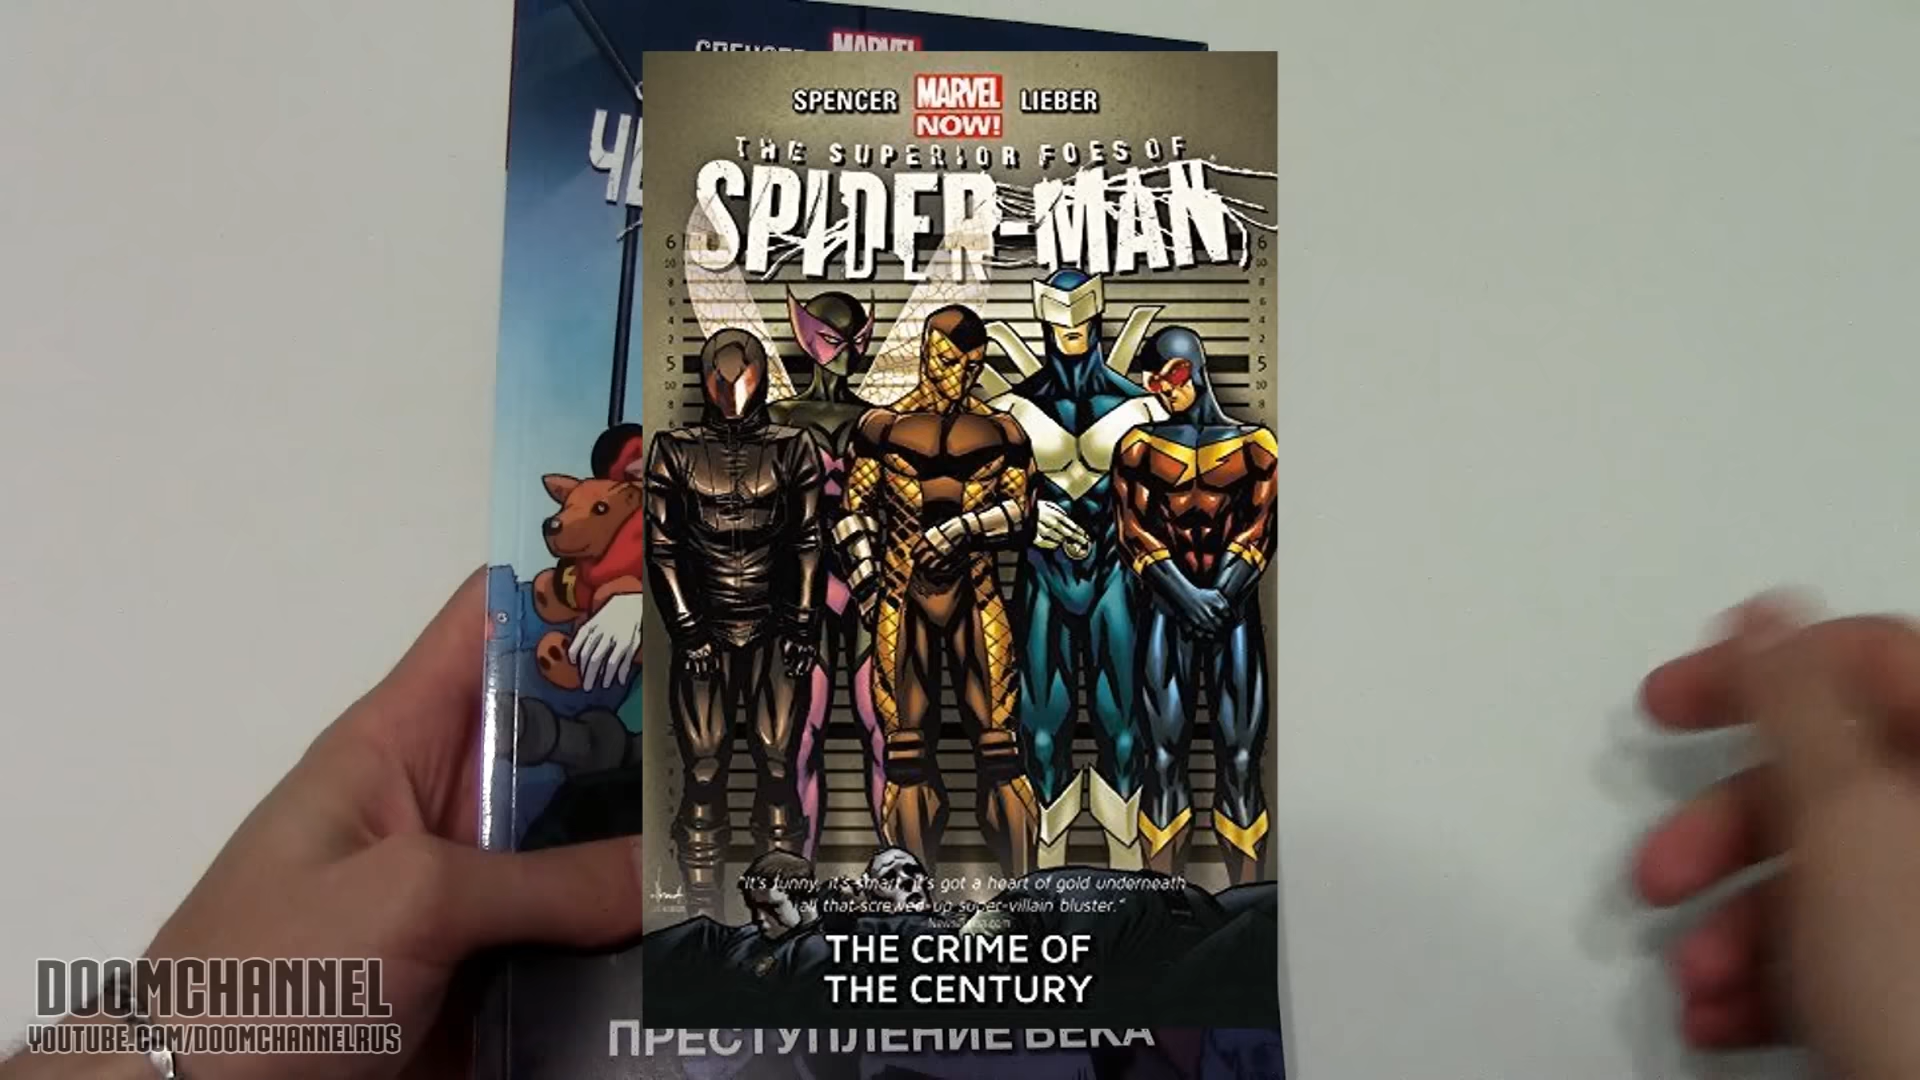 MARVEL
SPENCER MARVEL NOW! LIEBER
THE SUPERIOR FOES OF
SPIDER-MAN
"It's funny, it's smart, it's got a heart of gold underneath
all that screwed-up super-villain bluster."
THE CRIME OF
THE CENTURY
ПРЕСТУПЛЕНИЕ ВЕКА
DOOMCHANNEL
YOUTUBE.COM/DOOMCHANNELRUS